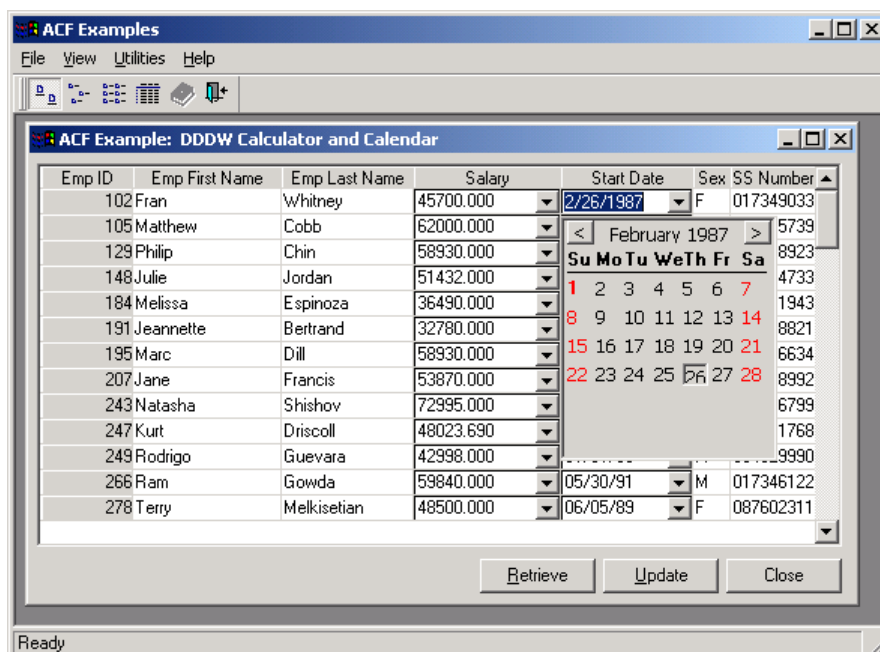 ACF Examples
File View Utilities Help
ACF Example: DDDW Calculator and Calendar
Emp ID Emp First Name Emp Last Name Salary Start Date Sex SS Number
102 Fran Whitney 45700.000 2/26/1987 F 017349033
105 Matthew Cobb 62000.000 5739
129 Philip Chin 58930.000 8923
148 Julie Jordan 51432.000 4733
184 Melissa Espinoza 36490.000 1943
191 Jeannette Bertrand 32780.000 8821
195 Marc Dill 58930.000 6634
207 Jane Francis 53870.000 8992
243 Natasha Shishov 72995.000 6799
247 Kurt Driscoll 48023.690 1768
249 Rodrigo Guevara 42998.000 9990
266 Ram Gowda 59840.000 05/30/91 M 017346122
278 Terry Melkisetian 48500.000 06/05/89 F 087602311
< February 1987 >
Su Mo Tu We Th Fr Sa
1 2 3 4 5 6 7
8 9 10 11 12 13 14
15 16 17 18 19 20 21
22 23 24 25 26 27 28
Retrieve Update Close
Ready